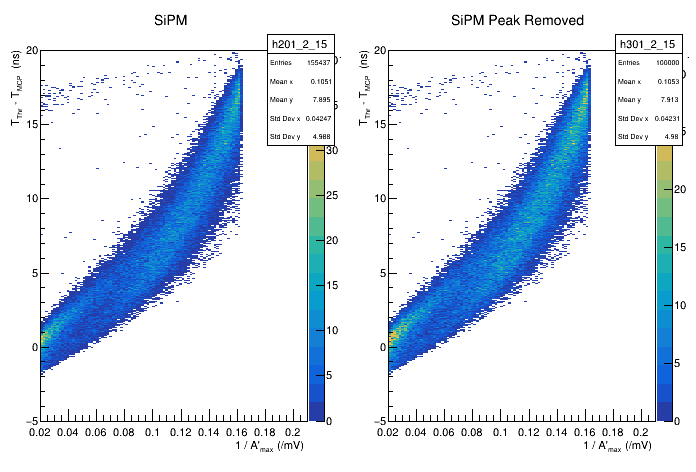 SiPM
SiPM Peak Removed
h201_2_15
Entries 155437
Mean x 0.1051
Mean y 7.895
Std Dev x 0.04247
Std Dev y 4.988
h301_2_15
Entries 100000
Mean x 0.1053
Mean y 7.913
Std Dev x 0.04231
Std Dev y 4.98
T_Thr - T_MCP (ns)
20
15
10
5
0
−5
0.02 0.04 0.06 0.08 0.1 0.12 0.14 0.16 0.18 0.2
1 / A'_max (/mV)
30
25
20
15
10
5
0
T_Thr - T_MCP (ns)
20
15
10
5
0
−5
0.02 0.04 0.06 0.08 0.1 0.12 0.14 0.16 0.18 0.2
1 / A'_max (/mV)
20
15
10
5
0